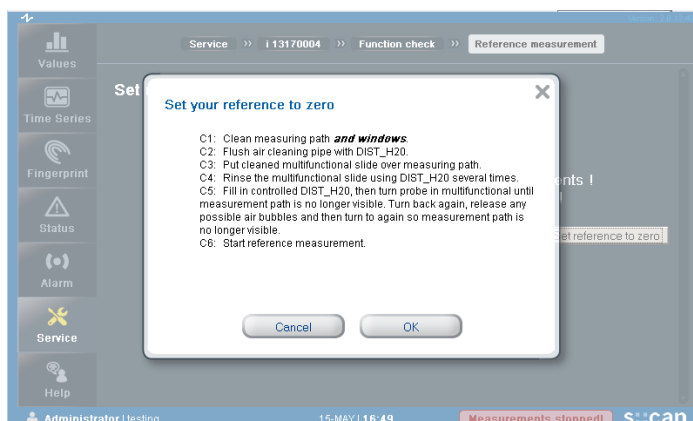 Version: 2.0.15.46
Service » i 13170004 » Function check » Reference measurement
Values
Set
Time Series
Fingerprint
Status
Alarm
Service
Help
Set your reference to zero
C1: Clean measuring path and windows.
C2: Flush air cleaning pipe with DIST_H20.
C3: Put cleaned multifunctional slide over measuring path.
C4: Rinse the multifunctional slide using DIST_H20 several times.
C5: Fill in controlled DIST_H20, then turn probe in multifunctional until
measurement path is no longer visible. Turn back again, release any
possible air bubbles and then turn to again so measurement path is
no longer visible.
C6: Start reference measurement.
Cancel
OK
ents !
Set reference to zero
Administrator | testing
15-MAY | 16:49
Measurements stopped!
s::can